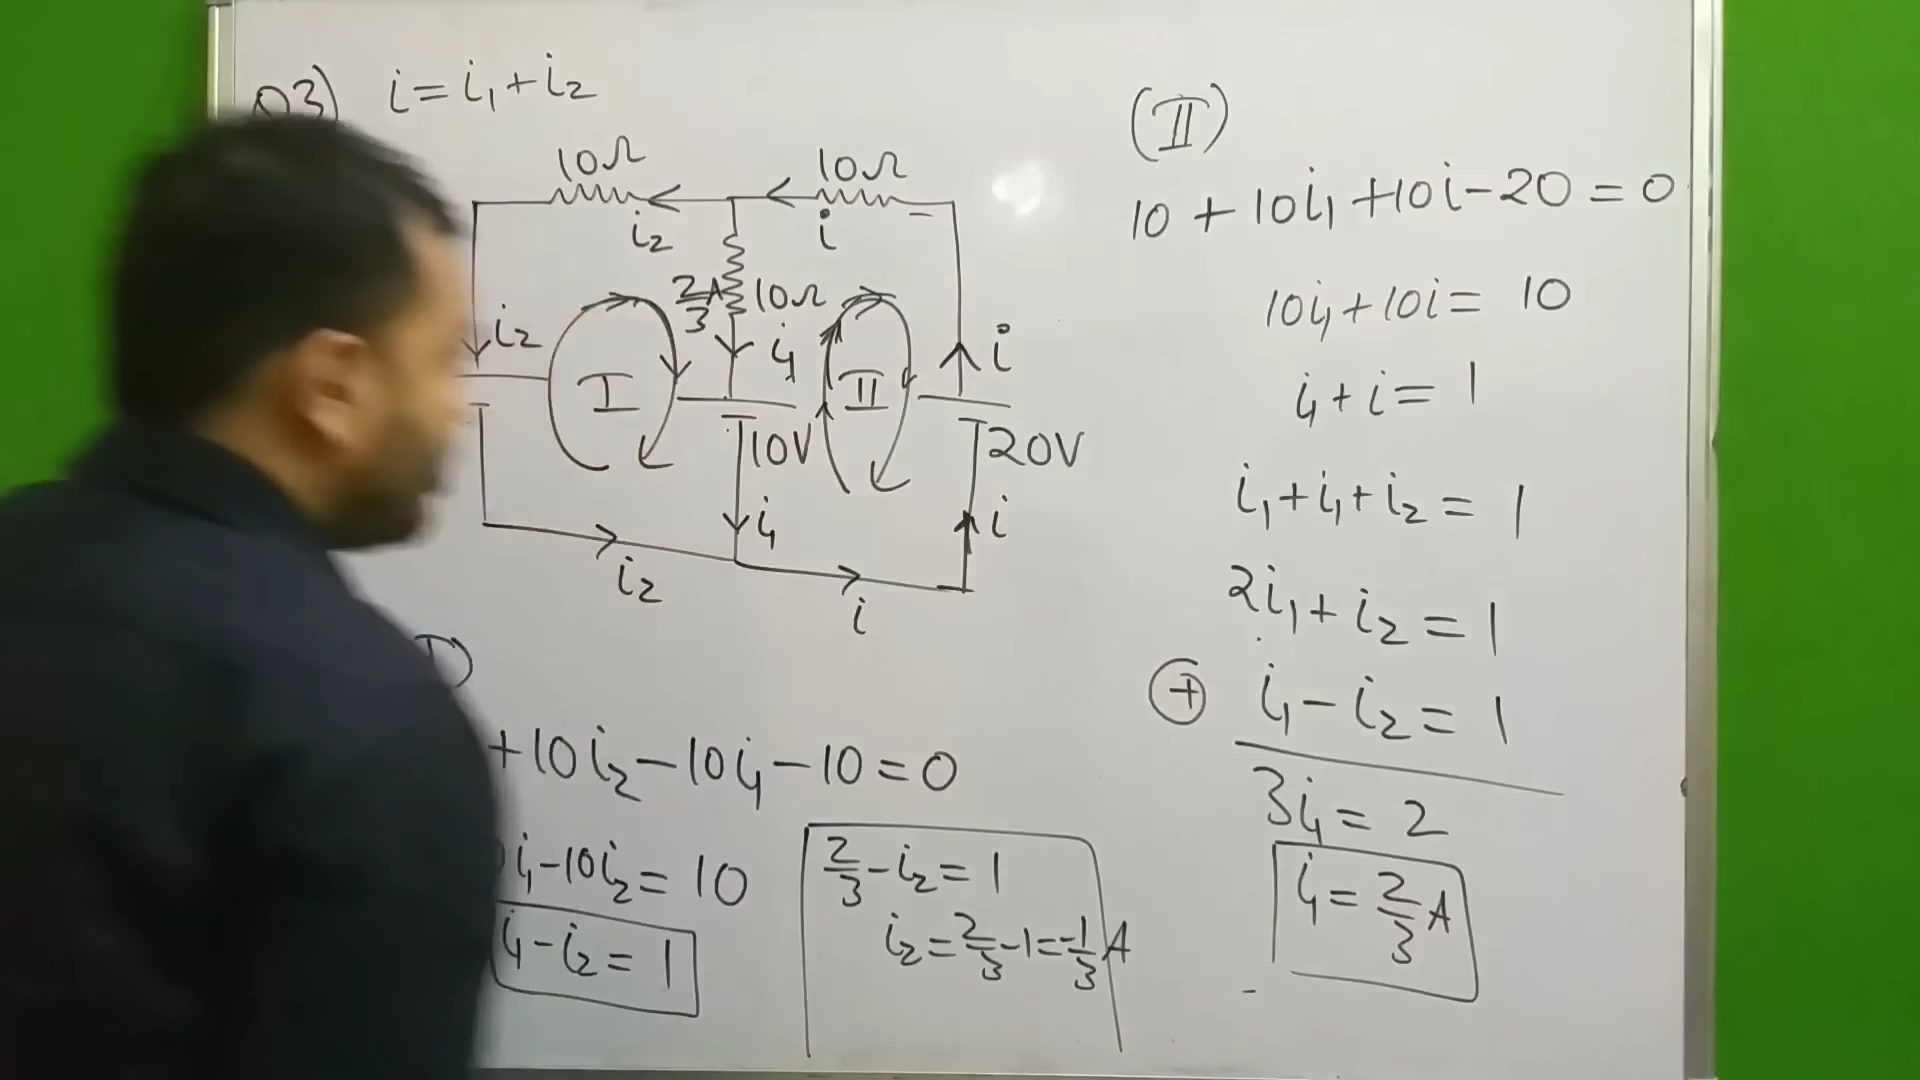 Q3) i = i₁ + i₂
10Ω 10Ω
i₂ i
2/3 A 10Ω
i₂ i₁ i
I II
10V 20V
i₁ i
i₂ i
I)
+10i₂ - 10i₁ - 10 = 0
i₁ - 10i₂ = 10
i₁ - i₂ = 1
2/3 - i₂ = 1
i₂ = 2/3 - 1 = -1/3 A
(II)
10 + 10i₁ + 10i - 20 = 0
10i₁ + 10i = 10
i₁ + i = 1
i₁ + i₁ + i₂ = 1
2i₁ + i₂ = 1
⊕ i₁ - i₂ = 1
3i₁ = 2
i₁ = 2/3 A